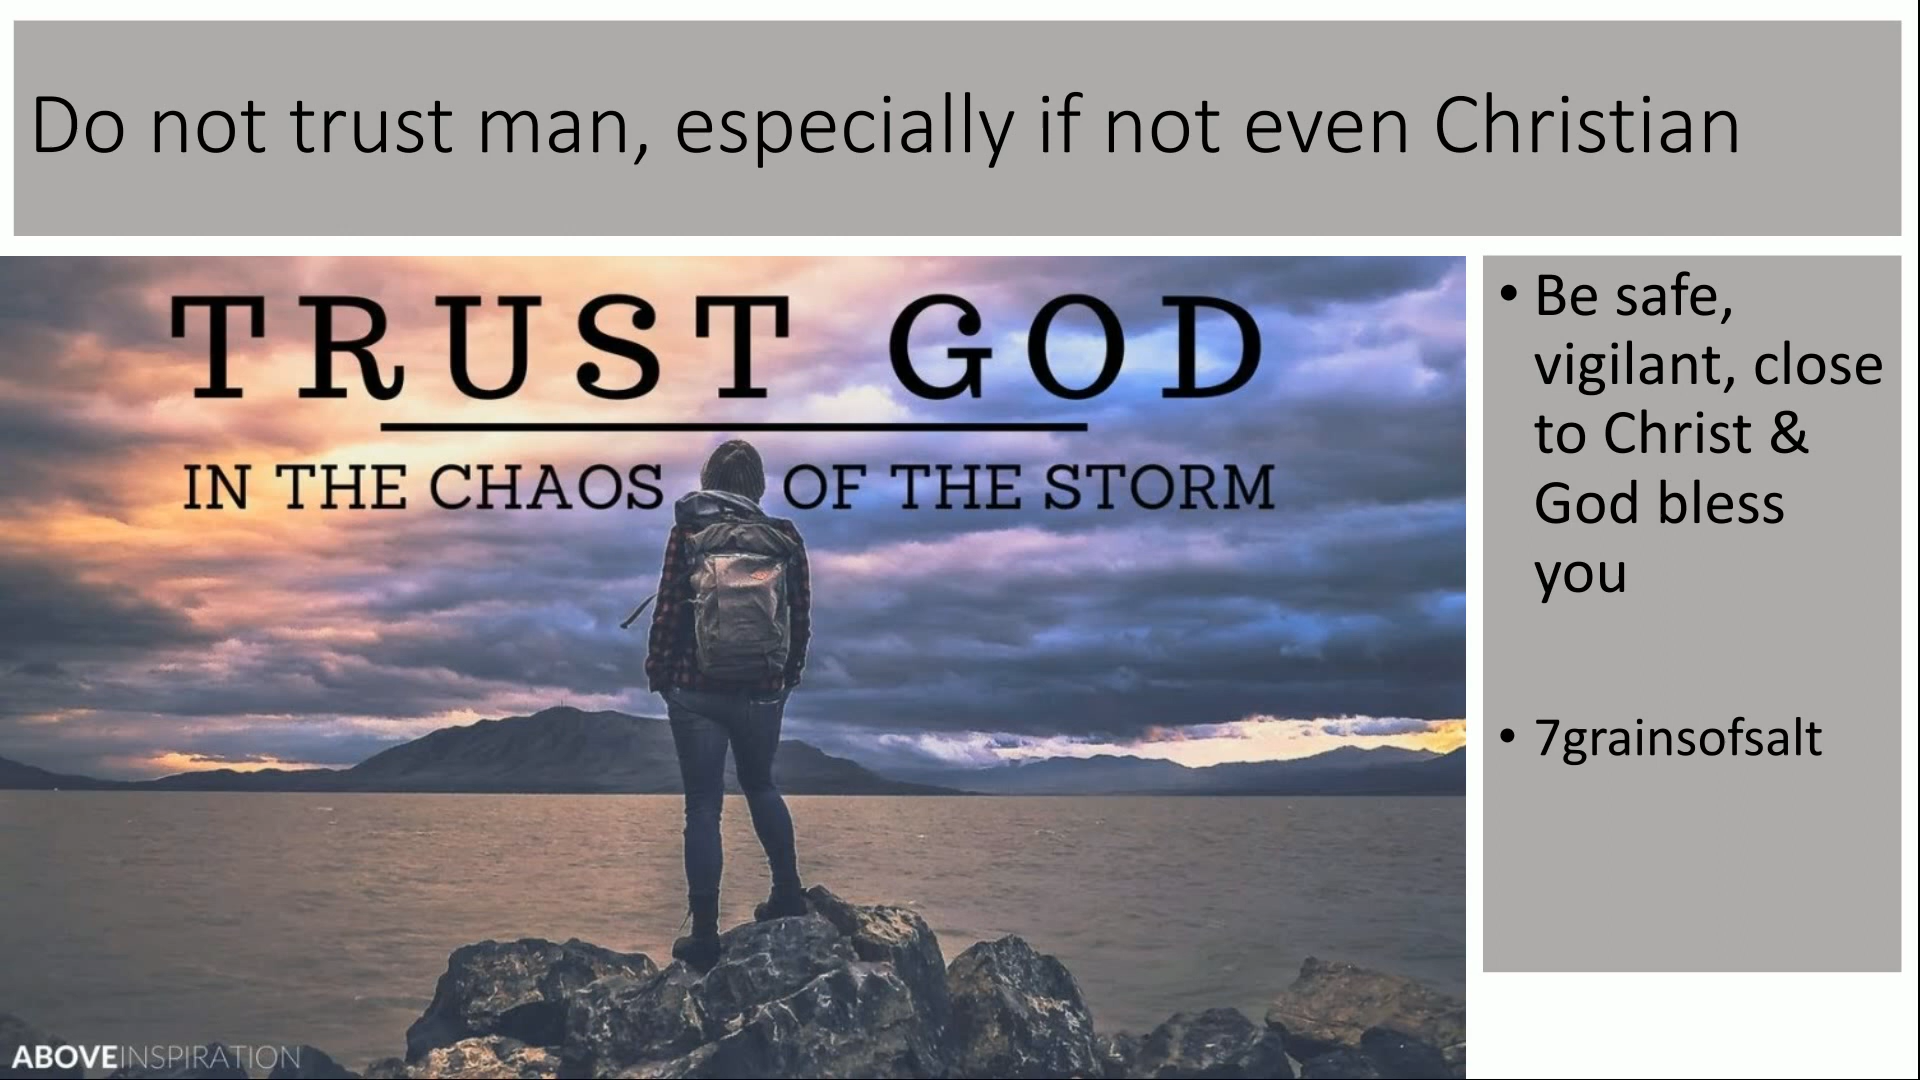 Do not trust man, especially if not even Christian
TRUST GOD
IN THE CHAOS OF THE STORM
ABOVEINSPIRATION
• Be safe,
vigilant, close
to Christ &
God bless
you
• 7grainsofsalt